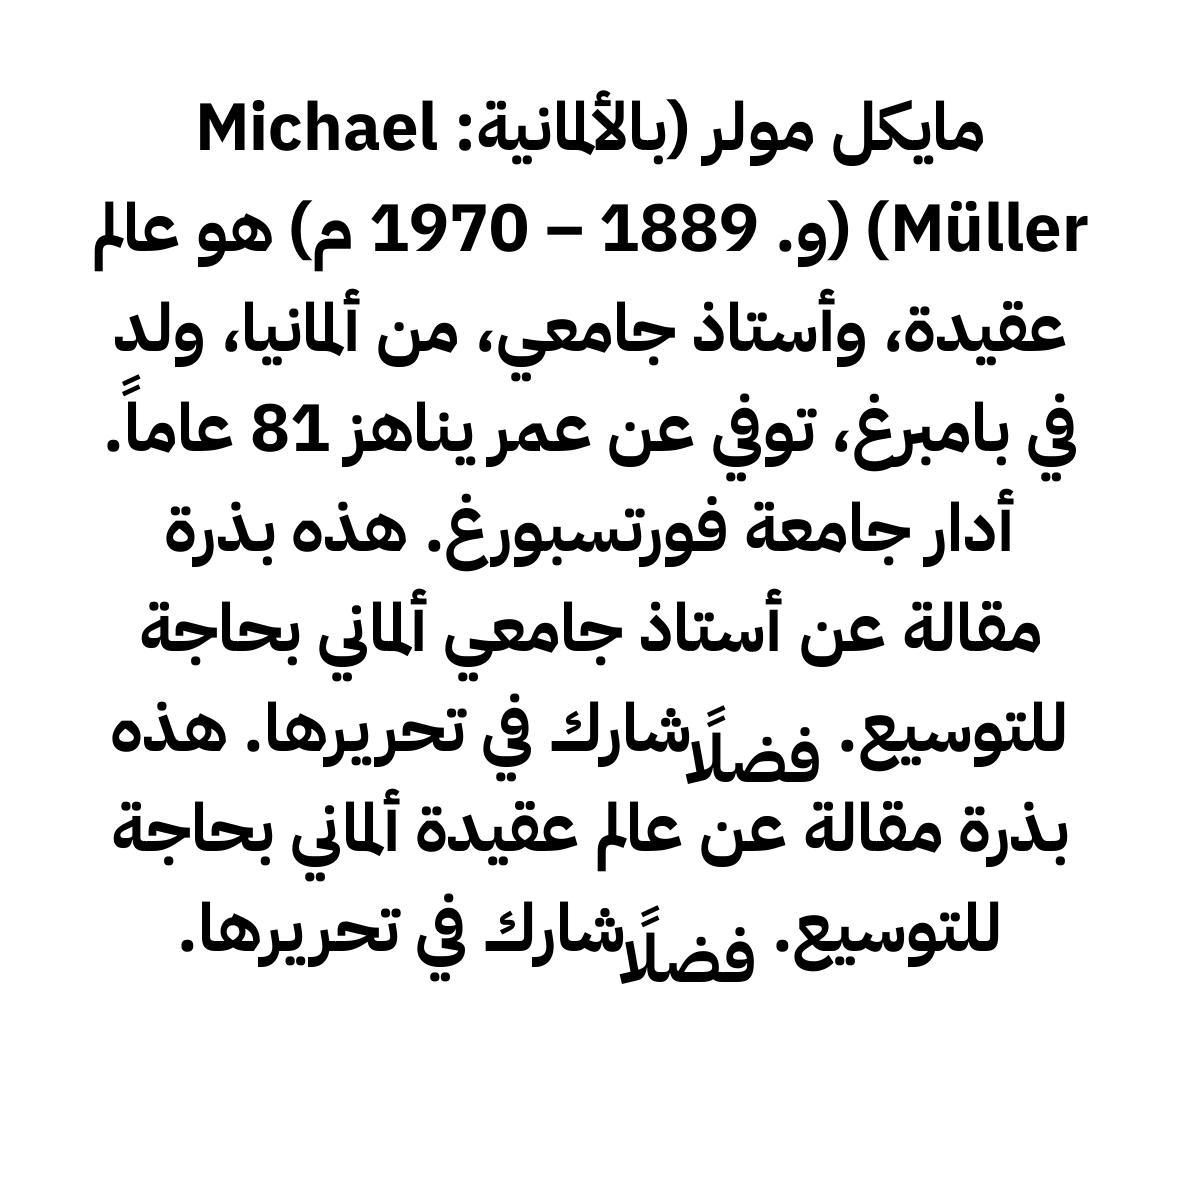 مايكل مولر (بالألمانية: Michael
Müller) (و. 1889 – 1970 م) هو عالم
عقيدة، وأستاذ جامعي، من ألمانيا، ولد
في بامبرغ، توفي عن عمر يناهز 81 عاماً.
أدار جامعة فورتسبورغ. هذه بذرة
مقالة عن أستاذ جامعي ألماني بحاجة
للتوسيع. فضلًا شارك في تحريرها. هذه
بذرة مقالة عن عالم عقيدة ألماني بحاجة
للتوسيع. فضلًا شارك في تحريرها.